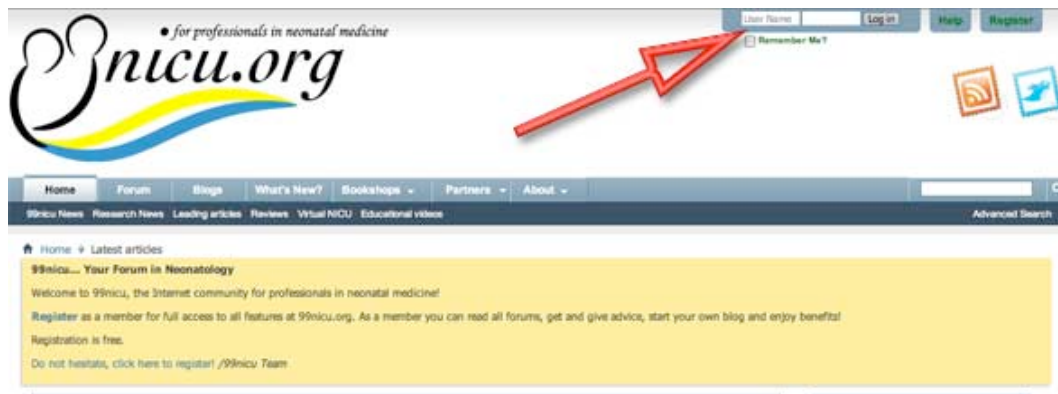 • for professionals in neonatal medicine
99nicu.org
User Name Log in Help Register
Remember Me?
Home Forum Blogs What's New? Bookshops Partners About
99nicu News Research News Leading articles Reviews Virtual NICU Educational videos Advanced Search
Home Latest articles
99nicu... Your Forum in Neonatology
Welcome to 99nicu, the Internet community for professionals in neonatal medicine!
Register as a member for full access to all features at 99nicu.org. As a member you can read all forums, get and give advice, start your own blog and enjoy benefits!
Registration is free.
Do not hesitate, click here to register! /99nicu Team